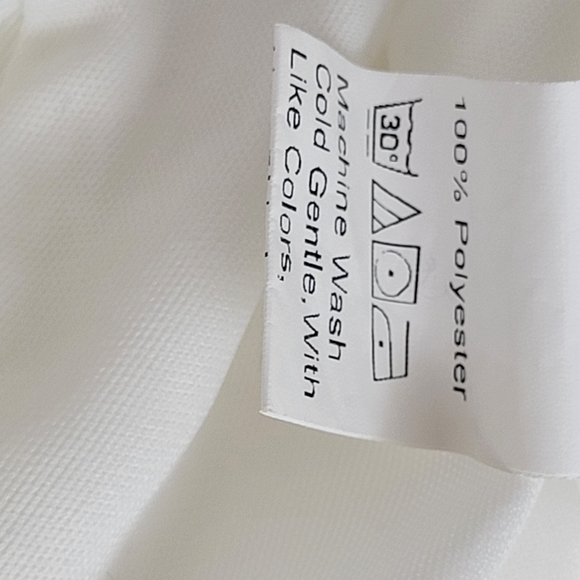 100% Polyester
30°
Machine Wash
Cold Gentle, With
Like Colors,